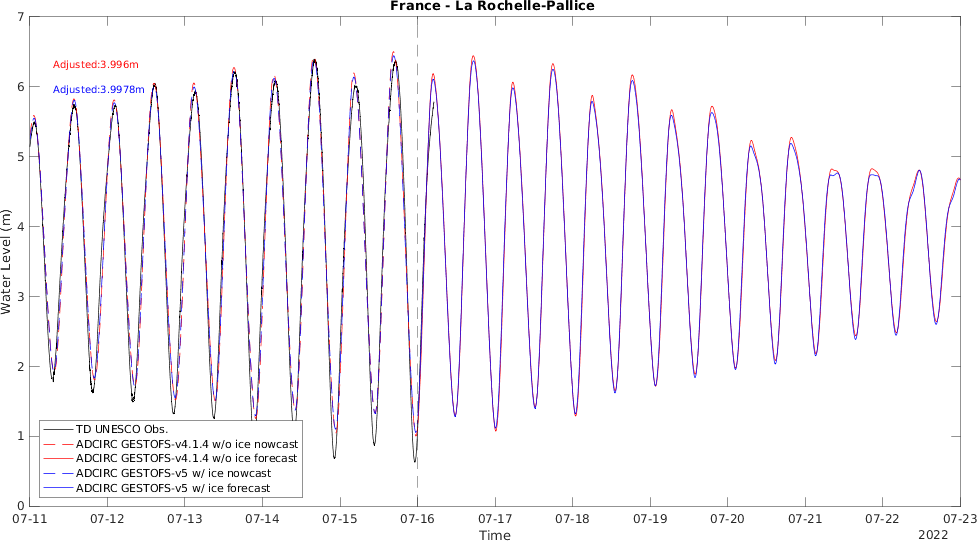 France - La Rochelle-Pallice
7
6
5
4
3
2
1
0
Water Level (m)
Adjusted:3.996m
Adjusted:3.9978m
TD UNESCO Obs.
ADCIRC GESTOFS-v4.1.4 w/o ice nowcast
ADCIRC GESTOFS-v4.1.4 w/o ice forecast
ADCIRC GESTOFS-v5 w/ ice nowcast
ADCIRC GESTOFS-v5 w/ ice forecast
07-11 07-12 07-13 07-14 07-15 07-16 07-17 07-18 07-19 07-20 07-21 07-22 07-23
Time
2022